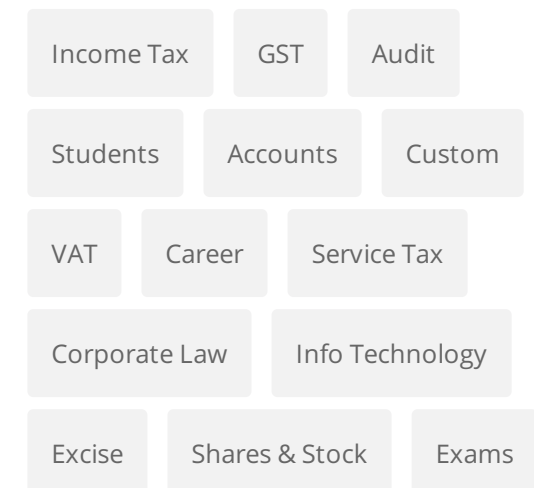 Income Tax GST Audit
Students Accounts Custom
VAT Career Service Tax
Corporate Law Info Technology
Excise Shares & Stock Exams